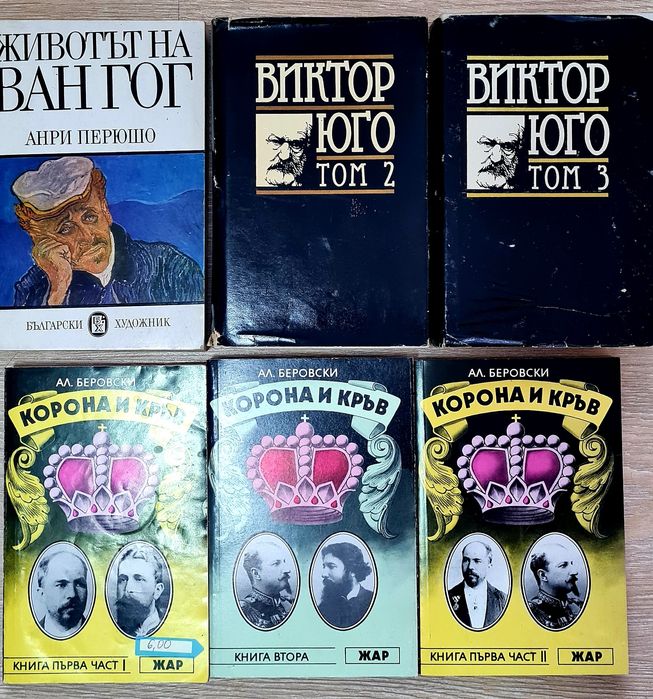 ЖИВОТЪТ НА
ВАН ГОГ
АНРИ ПЕРЮШО
БЪЛГАРСКИ ХУДОЖНИК
ВИКТОР
ЮГО
ТОМ 2
ВИКТОР
ЮГО
ТОМ 3
АЛ. БЕРОВСКИ
КОРОНА И КРЪВ
6,00
КНИГА ПЪРВА ЧАСТ I
ЖАР
АЛ. БЕРОВСКИ
КОРОНА И КРЪВ
КНИГА ВТОРА
ЖАР
АЛ. БЕРОВСКИ
КОРОНА И КРЪВ
КНИГА ПЪРВА ЧАСТ II
ЖАР